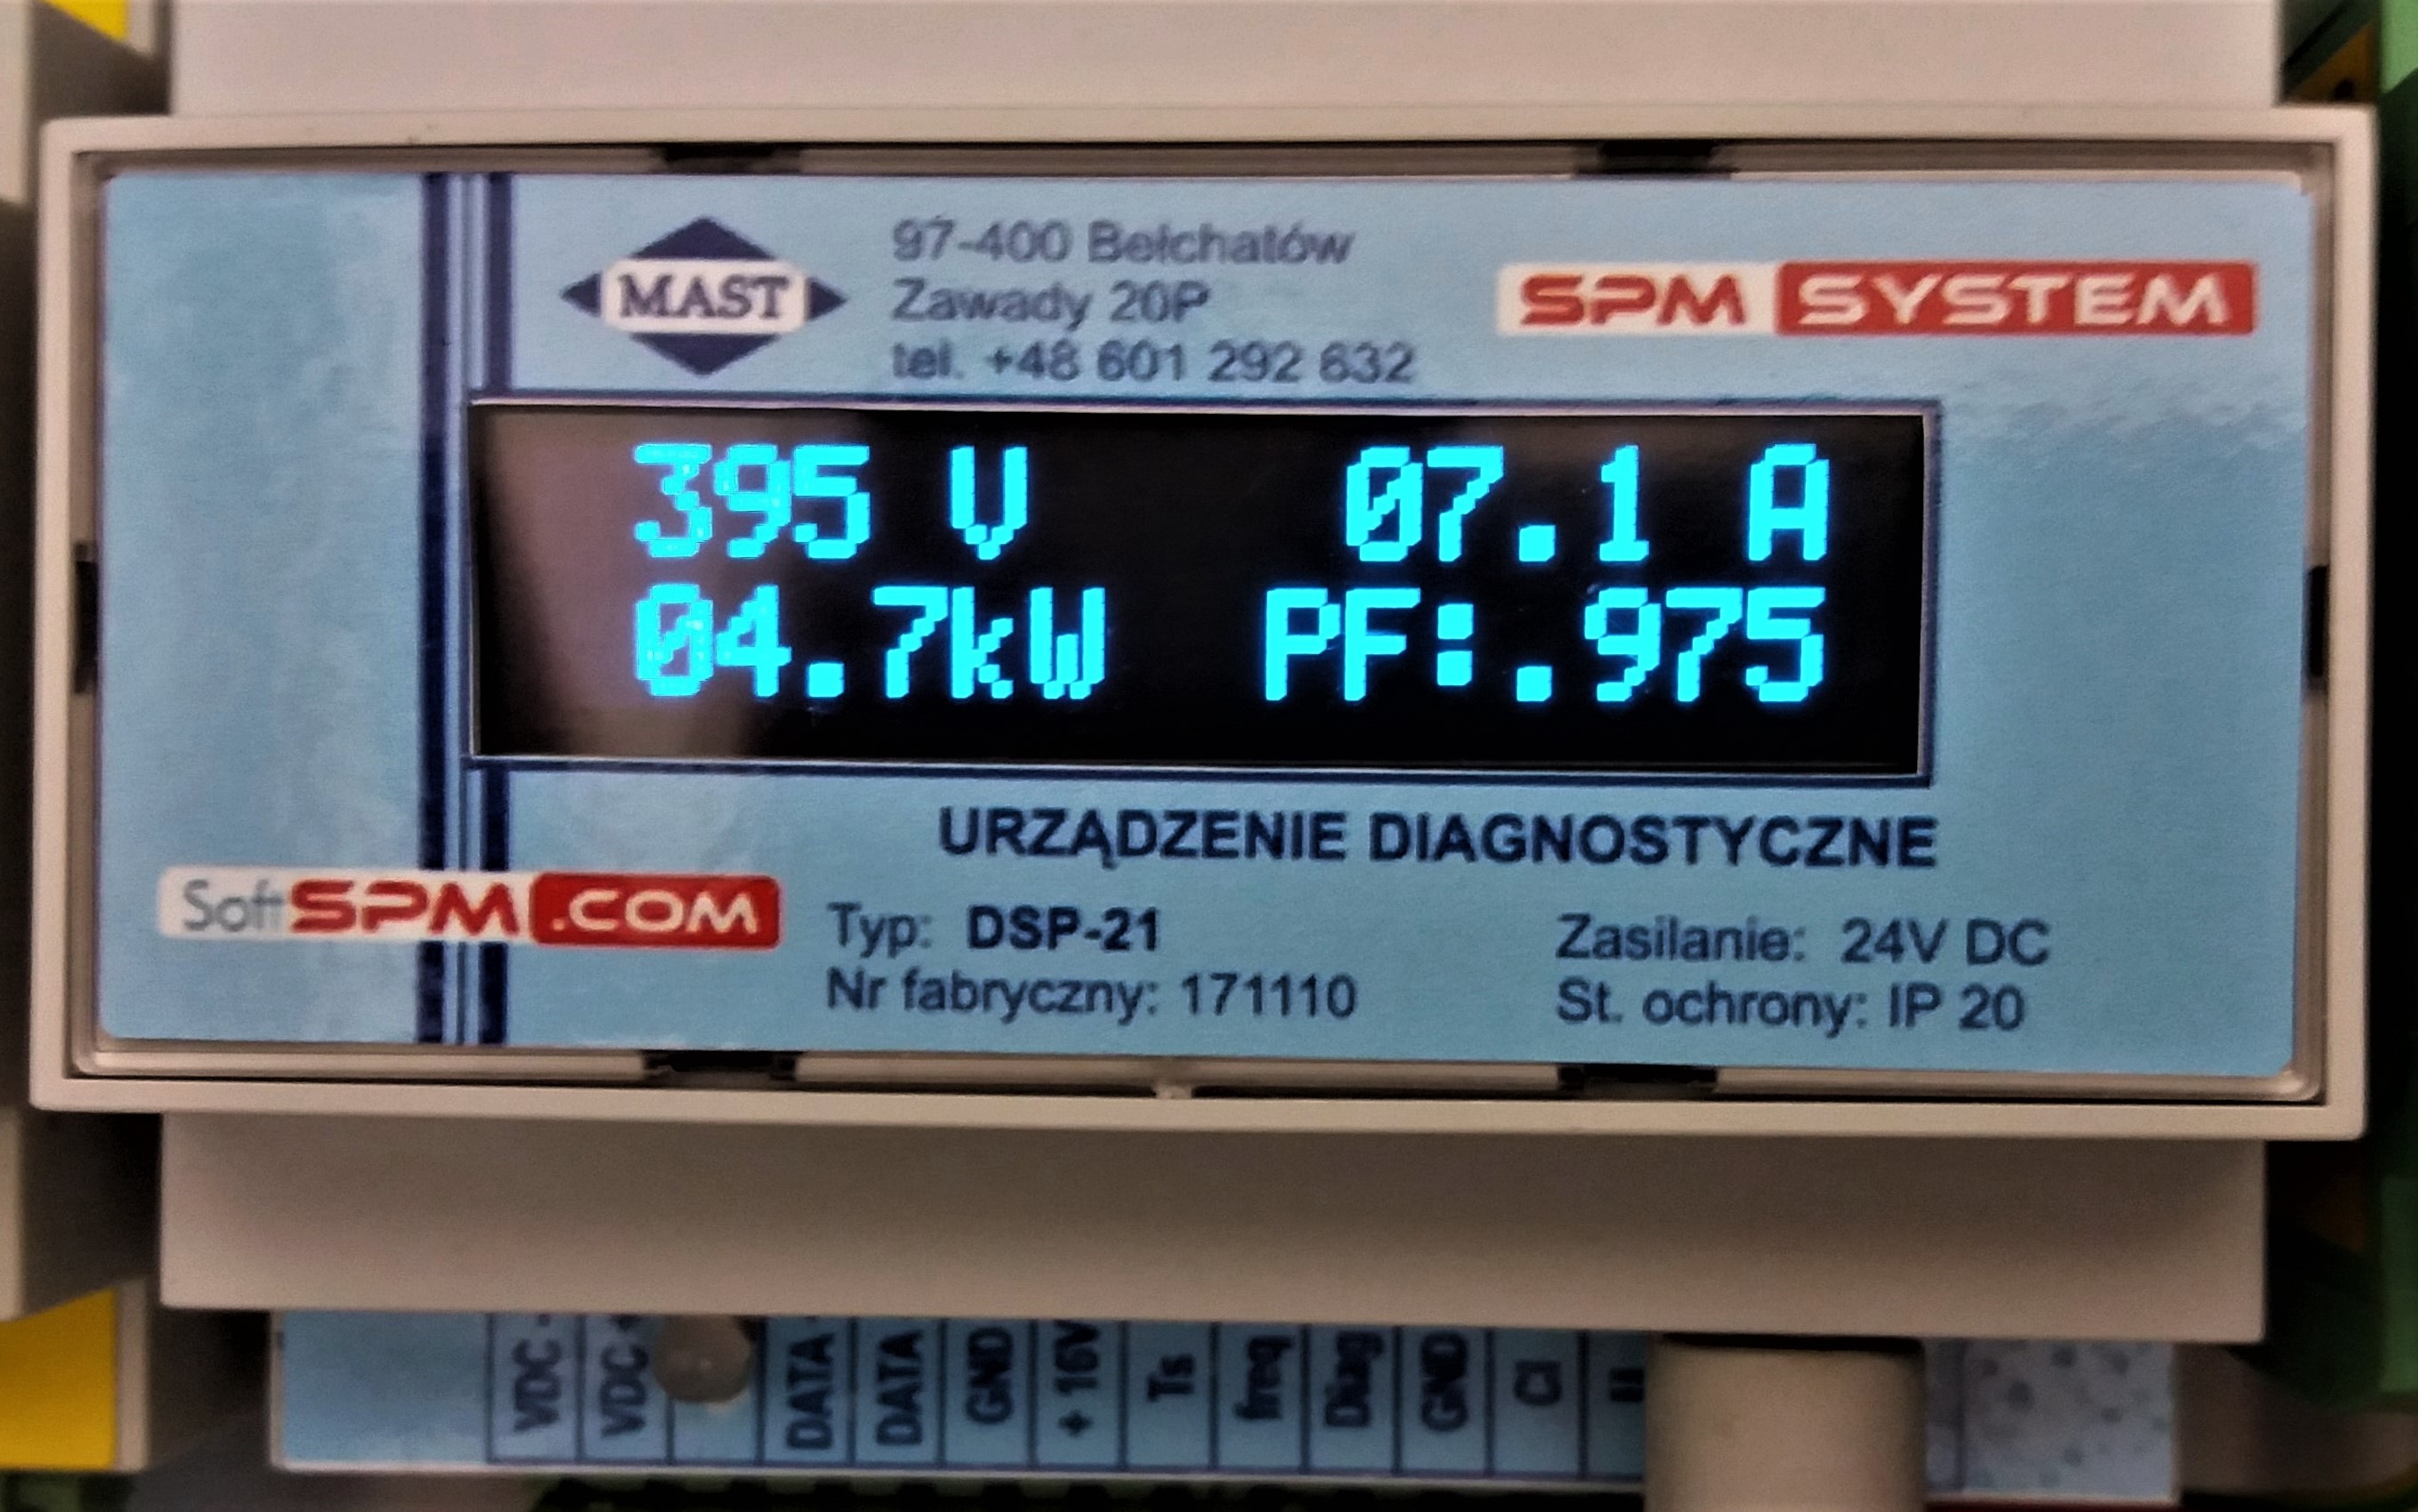 97-400 Bełchatów
MAST
Zawady 20P
SPM SYSTEM
tel. +48 601 292 632
395 V 07.1 A
04.7kW PF:.975
URZĄDZENIE DIAGNOSTYCZNE
SoftSPM.COM
Typ: DSP-21
Zasilanie: 24V DC
Nr fabryczny: 171110
St. ochrony: IP 20
VDC -
VDC +
DATA
DATA
GND
+ 16V
Ts
freq
Diag
GND